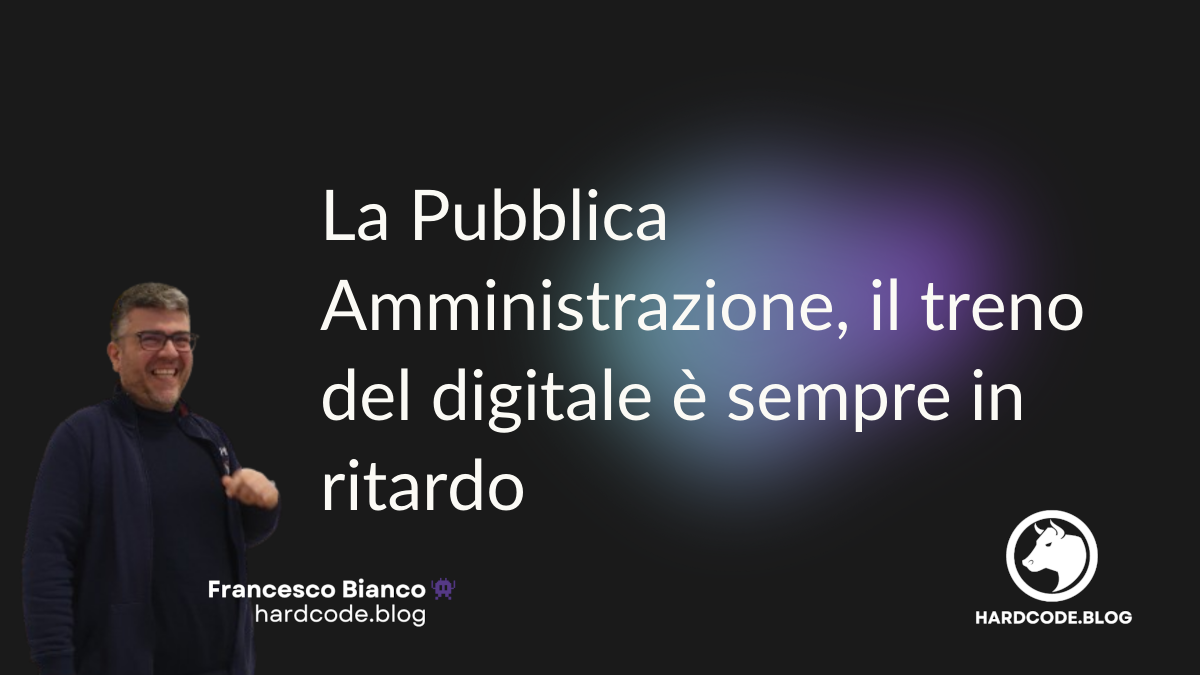 La Pubblica
Amministrazione, il treno
del digitale è sempre in
ritardo
Francesco Bianco
hardcode.blog
HARDCODE.BLOG